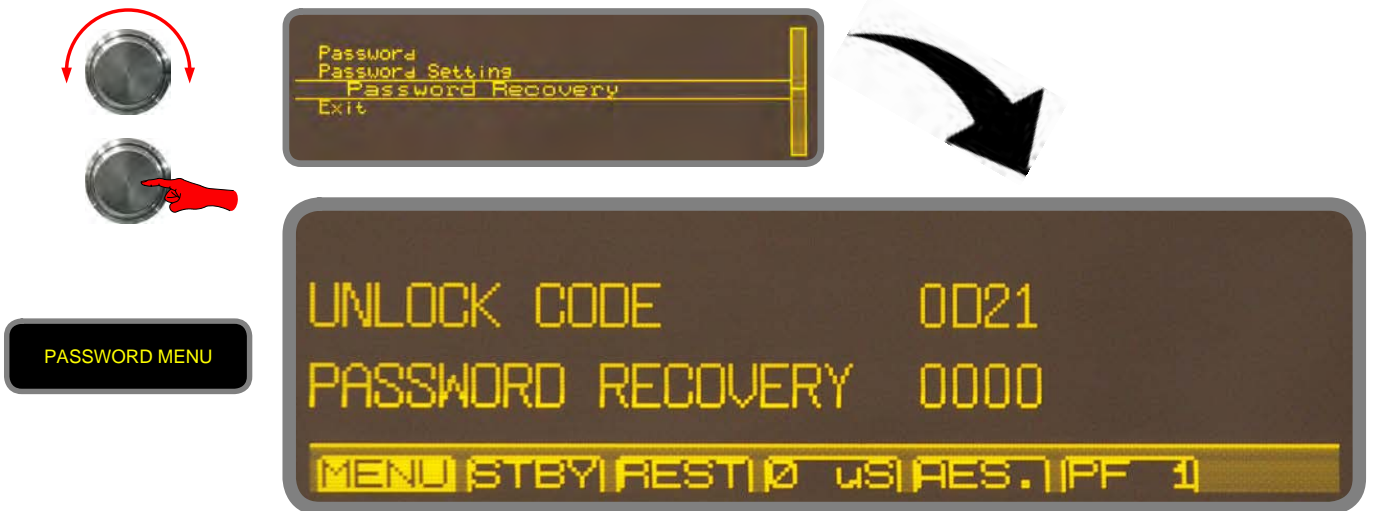 Password
Password Setting
Password Recovery
Exit
PASSWORD MENU
UNLOCK CODE 0D21
PASSWORD RECOVERY 0000
MENU STBY REST 0 uS AES. PF 1